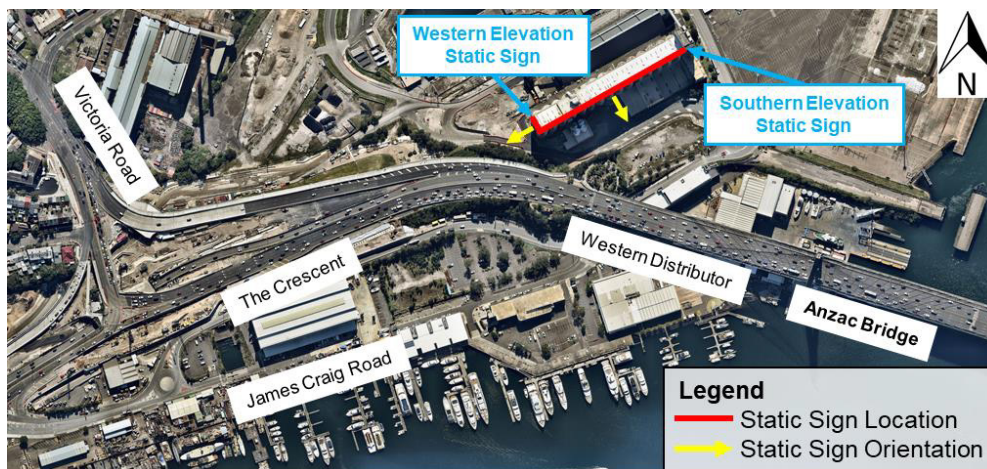 Western Elevation
Static Sign
N
Southern Elevation
Static Sign
Victoria Road
The Crescent
Western Distributor
Anzac Bridge
James Craig Road
Legend
Static Sign Location
Static Sign Orientation